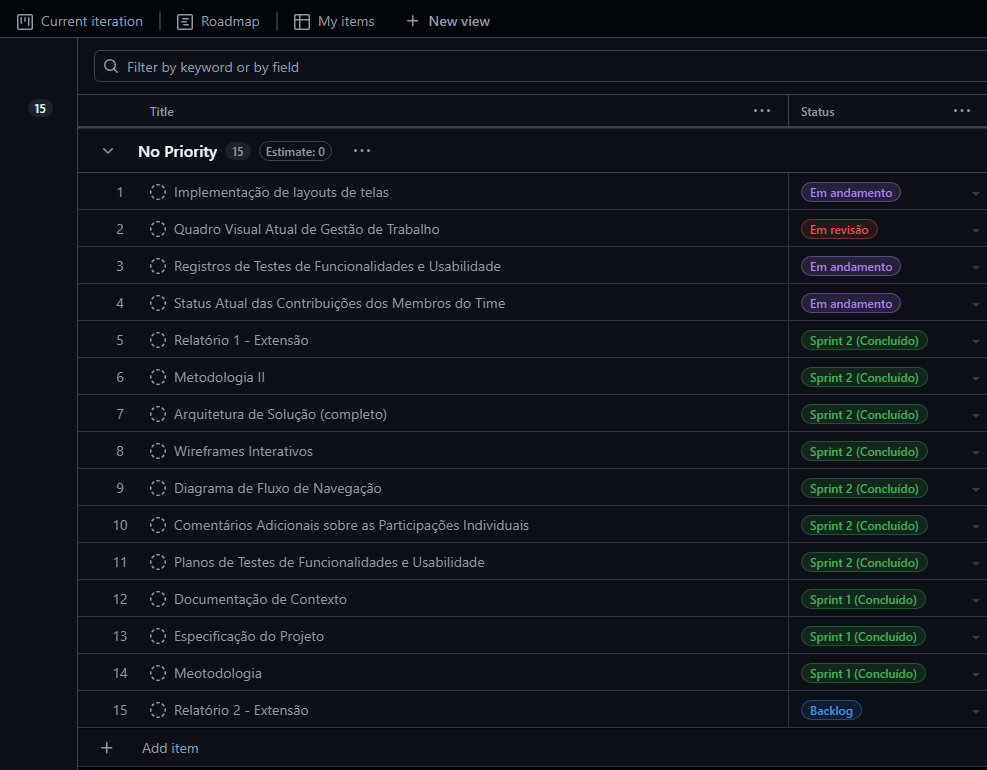 Current iteration Roadmap My items New view
Filter by keyword or by field
15
Title Status
No Priority 15 Estimate: 0
1 Implementação de layouts de telas Em andamento
2 Quadro Visual Atual de Gestão de Trabalho Em revisão
3 Registros de Testes de Funcionalidades e Usabilidade Em andamento
4 Status Atual das Contribuições dos Membros do Time Em andamento
5 Relatório 1 - Extensão Sprint 2 (Concluído)
6 Metodologia II Sprint 2 (Concluído)
7 Arquitetura de Solução (completo) Sprint 2 (Concluído)
8 Wireframes Interativos Sprint 2 (Concluído)
9 Diagrama de Fluxo de Navegação Sprint 2 (Concluído)
10 Comentários Adicionais sobre as Participações Individuais Sprint 2 (Concluído)
11 Planos de Testes de Funcionalidades e Usabilidade Sprint 2 (Concluído)
12 Documentação de Contexto Sprint 1 (Concluído)
13 Especificação do Projeto Sprint 1 (Concluído)
14 Meotodologia Sprint 1 (Concluído)
15 Relatório 2 - Extensão Backlog
Add item